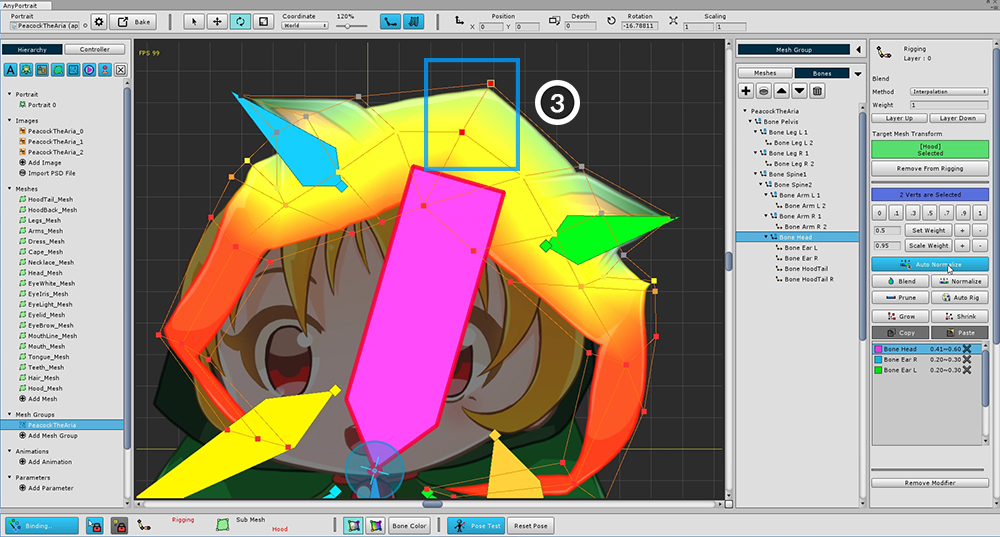 AnyPortrait
Portrait
PeacockTheAria (ap
Bake
Coordinate
World
120%
Position
X 0 Y 0
Depth
0
Rotation
-16.78811
Scaling
1 1
Hierarchy
Controller
A
Portrait
Portrait 0
Images
PeacockTheAria_0
PeacockTheAria_1
PeacockTheAria_2
Add Image
Import PSD File
Meshes
HoodTail_Mesh
HoodBack_Mesh
Legs_Mesh
Arms_Mesh
Dress_Mesh
Cape_Mesh
Necklace_Mesh
Head_Mesh
EyeWhite_Mesh
EyeIris_Mesh
EyeLight_Mesh
Eyelid_Mesh
EyeBrow_Mesh
MouthLine_Mesh
Mouth_Mesh
Tongue_Mesh
Teeth_Mesh
Hair_Mesh
Hood_Mesh
Add Mesh
Mesh Groups
PeacockTheAria
Add Mesh Group
Animations
Add Animation
Parameters
Add Parameter
FPS 99
3
Mesh Group
Meshes
Bones
PeacockTheAria
Bone Pelvis
Bone Leg L 1
Bone Leg L 2
Bone Leg R 1
Bone Leg R 2
Bone Spine1
Bone Spine2
Bone Arm L 1
Bone Arm L 2
Bone Arm R 1
Bone Arm R 2
Bone Head
Bone Ear L
Bone Ear R
Bone HoodTail
Bone HoodTail R
Rigging
Layer : 0
Blend
Method Interpolation
Weight 1
Layer Up Layer Down
Target Mesh Transform
[Hood]
Selected
Remove From Rigging
2 Verts are Selected
0 .1 .3 .5 .7 .9 1
0.5 Set Weight + -
0.95 Scale Weight + -
Auto Normalize
Blend Normalize
Prune Auto Rig
Grow Shrink
Copy Paste
Bone Head 0.41~0.60
Bone Ear R 0.20~0.30
Bone Ear L 0.20~0.30
Remove Modifier
Binding...
Rigging
Sub Mesh
Hood
Bone Color
Pose Test
Reset Pose